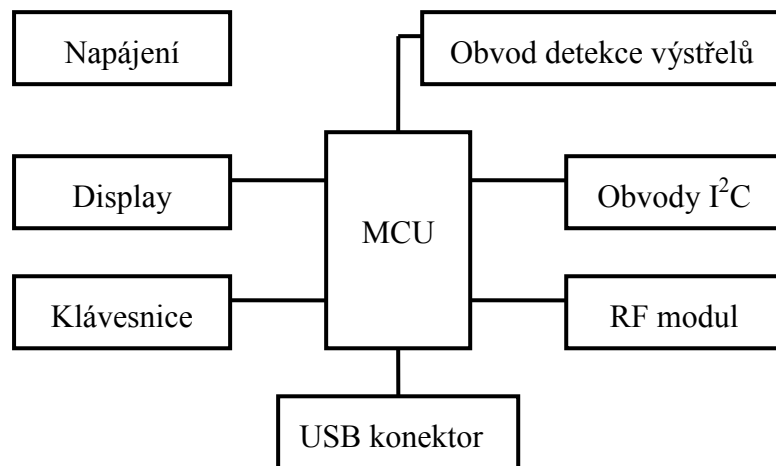 Napájení
Obvod detekce výstřelů
Display
MCU
Obvody I²C
Klávesnice
RF modul
USB konektor